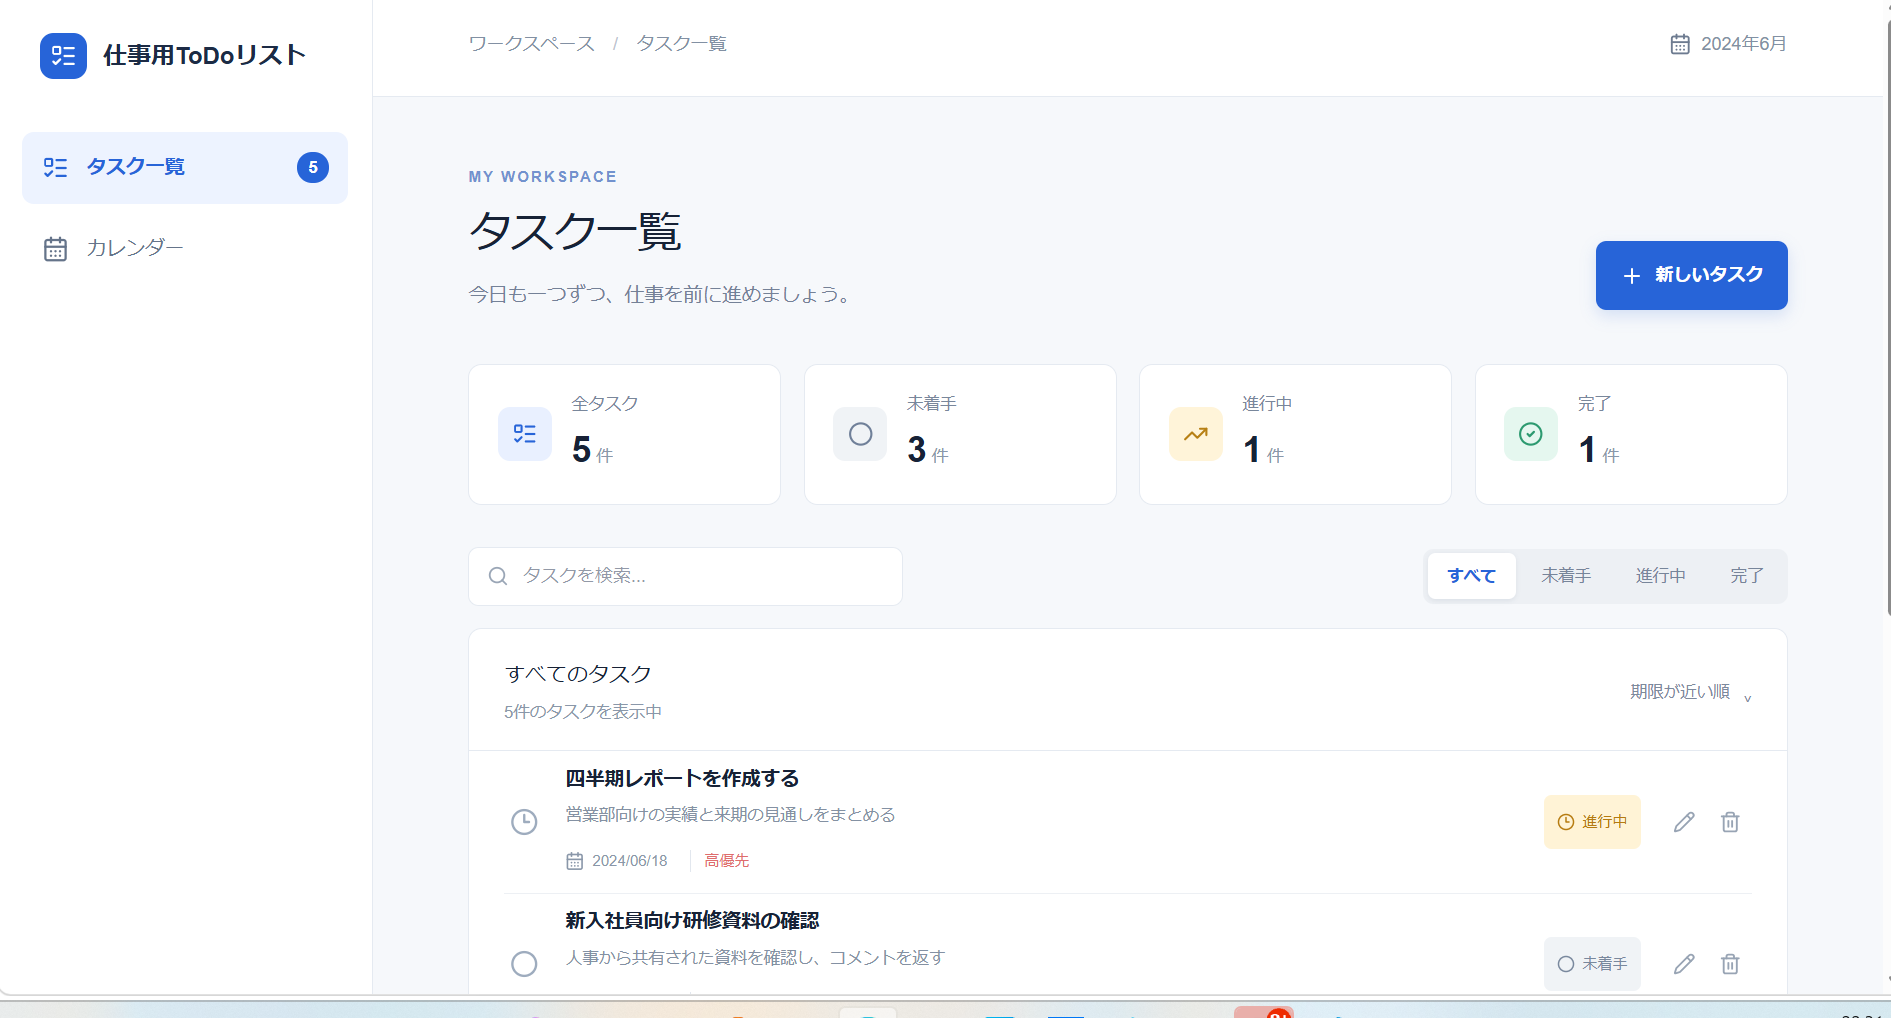 仕事用ToDoリスト
ワークスペース / タスク一覧
2024年6月
タスク一覧 5
カレンダー
MY WORKSPACE
タスク一覧
今日も一つずつ、仕事を前に進めましょう。
新しいタスク
全タスク
5 件
未着手
3 件
進行中
1 件
完了
1 件
タスクを検索...
すべて 未着手 進行中 完了
すべてのタスク
5件のタスクを表示中
期限が近い順
四半期レポートを作成する
営業部向けの実績と来期の見通しをまとめる
2024/06/18 高優先
進行中
新入社員向け研修資料の確認
人事から共有された資料を確認し、コメントを返す
未着手